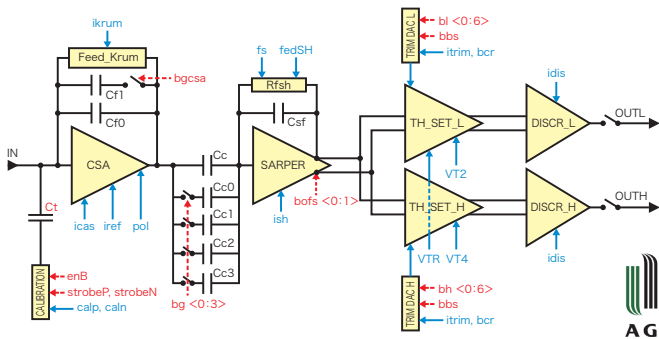 ikrum
Feed_Krum
bgcsa
Cf1
Cf0
IN
CSA
Ct
icas iref pol
CALIBRATION
enB
strobeP, strobeN
calp, caln
Cc
Cc0
Cc1
Cc2
Cc3
bg <0:3>
fs fedSH
Rfsh
Csf
SARPER
bofs <0:1>
ish
TRIM DAC L
bl <0:6>
bbs
itrim, bcr
TH_SET_L
VT2
TH_SET_H
VTR VT4
TRIM DAC H
bh <0:6>
bbs
itrim, bcr
idis
DISCR_L
OUTL
DISCR_H
OUTH
idis
AG